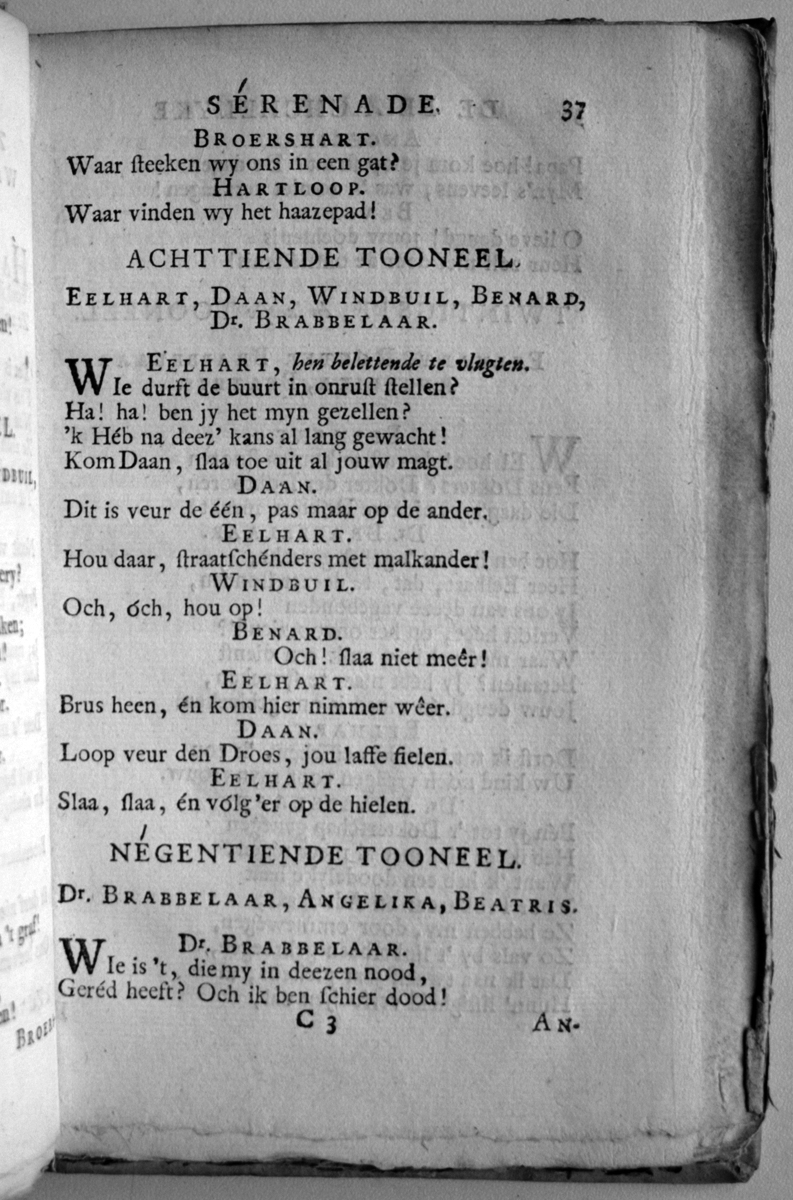 SÉRENADE. 37
BROERSHART.
Waar ſteeken wy ons in een gat?
HARTLOOP.
Waar vinden wy het haazepad!
ACHTTIENDE TOONEEL.
EELHART, DAAN, WINDBUIL, BENARD,
Dr. BRABBELAAR.
EELHART, hen belettende te vlugten.
WIe durft de buurt in onruſt ſtellen?
Ha! ha! ben jy het myn gezellen?
'k Héb na deez' kans al lang gewacht!
Kom Daan, ſlaa toe uit al jouw magt.
DAAN.
Dit is veur de één, pas maar op de ander.
EELHART.
Hou daar, ſtraatſchénders met malkander!
WINDBUIL.
Och, óch, hou op!
BENARD.
Och! ſlaa niet meêr!
EELHART.
Brus heen, én kom hier nimmer wêer.
DAAN.
Loop veur den Droes, jou laffe fielen.
EELHART.
Slaa, ſlaa, én vólg'er op de hielen.
NÉGENTIENDE TOONEEL.
Dr. BRABBELAAR, ANGELIKA, BEATRIS.
Dr. BRABBELAAR.
WIe is 't, die my in deezen nood,
Geréd heeft? Och ik ben ſchier dood!
C 3 AN-